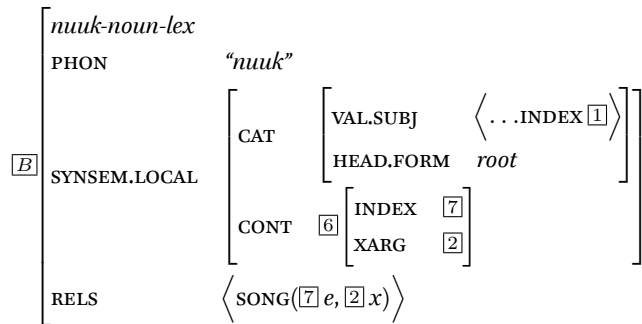 nuuk-noun-lex
PHON “nuuk”
VAL.SUBJ ⟨...INDEX 1⟩
CAT
HEAD.FORM root
B SYNSEM.LOCAL
INDEX 7
CONT 6
XARG 2
RELS ⟨SONG(7 e, 2 x)⟩